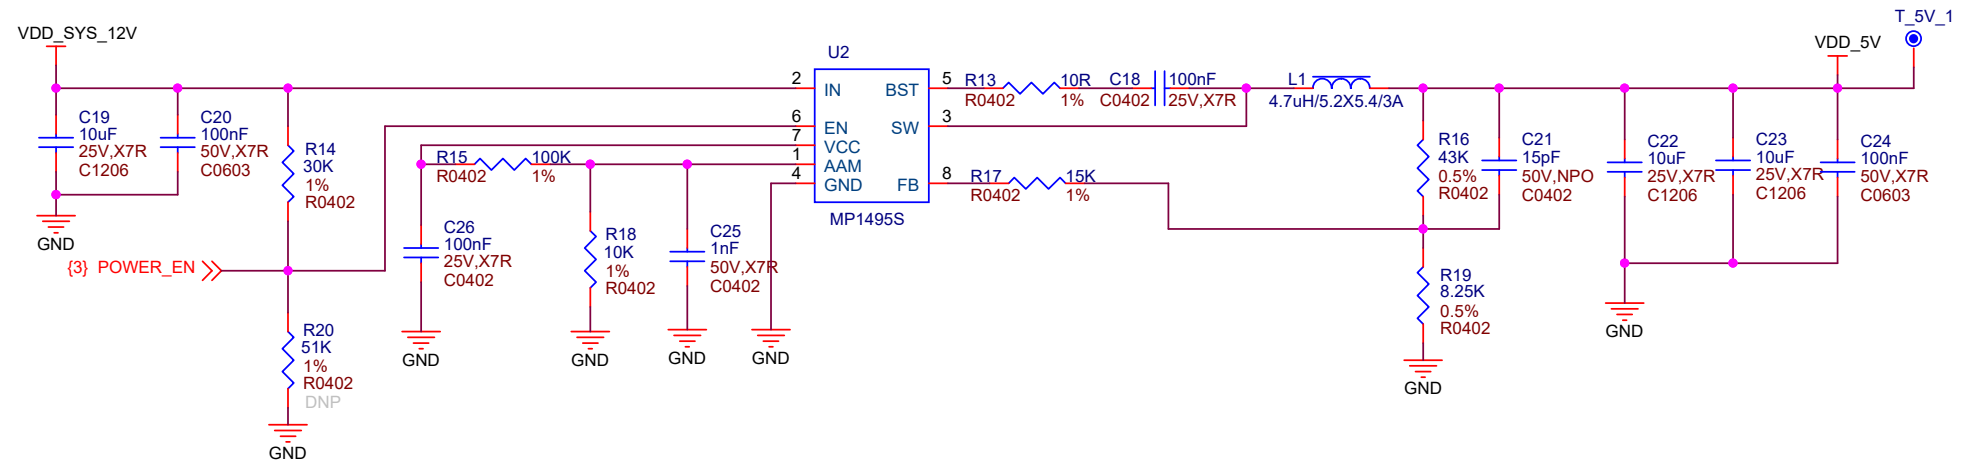 T_5V_1
VDD_SYS_12V
VDD_5V
U2
2
IN
BST
5
R13
10R
R0402
1%
C18
100nF
C0402
25V,X7R
L1
4.7uH/5.2X5.4/3A
6
EN
SW
3
7
VCC
1
AAM
4
GND
FB
8
MP1495S
C19
10uF
25V,X7R
C1206
C20
100nF
50V,X7R
C0603
R14
30K
1%
R0402
R15
100K
R0402
1%
R17
15K
R0402
1%
R16
43K
0.5%
R0402
C21
15pF
50V,NPO
C0402
C22
10uF
25V,X7R
C1206
C23
10uF
25V,X7R
C1206
C24
100nF
50V,X7R
C0603
GND
{3} POWER_EN
C26
100nF
25V,X7R
C0402
R18
10K
1%
R0402
C25
1nF
50V,X7R
C0402
R19
8.25K
0.5%
R0402
R20
51K
1%
R0402
DNP
GND
GND
GND
GND
GND
GND
GND